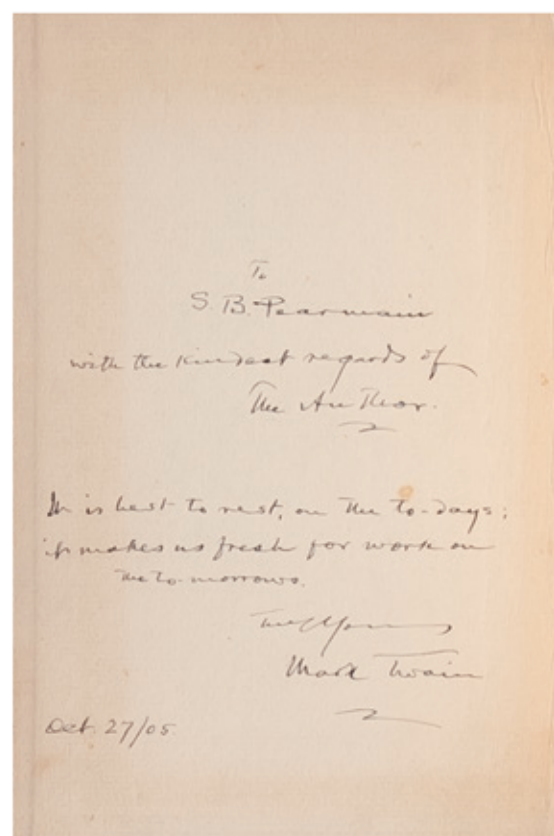 To
S. B. Pearmain
with the kindest regards of
The Author.
It is best to rest, on the to-days;
it makes us fresh for work on
the to-morrows.
Truly Yours
Mark Twain
Oct. 27/05